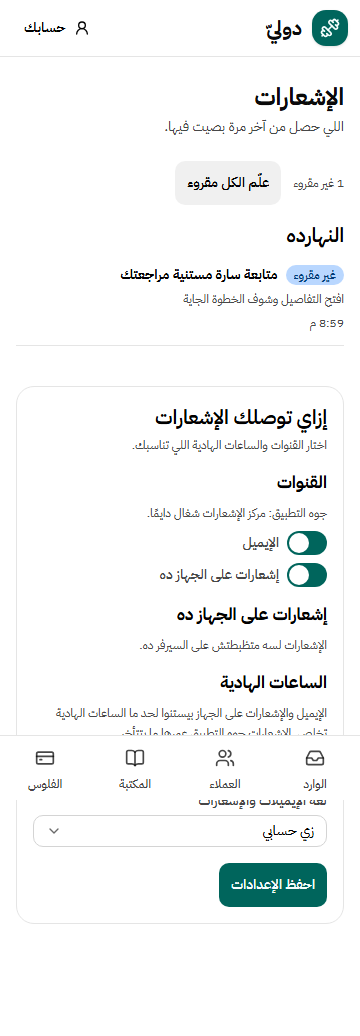 دوليّ
حسابك
الإشعارات
اللي حصل من آخر مرة بصيت فيها.
1 غير مقروء
علّم الكل مقروء
النهارده
غير مقروء متابعة سارة مستنية مراجعتك
افتح التفاصيل وشوف الخطوة الجاية
8:59 م
إزاي توصلك الإشعارات
اختار القنوات والساعات الهادية اللي تناسبك.
القنوات
جوه التطبيق: مركز الإشعارات شغال دايمًا.
الإيميل
إشعارات على الجهاز ده
إشعارات على الجهاز ده
الإشعارات لسه متظبطتش على السيرفر ده.
الساعات الهادية
الإيميل والإشعارات على الجهاز بيستنوا لحد ما الساعات الهادية
الوارد
العملاء
المكتبة
الفلوس
لغة الإيميلات والإشعارات
زي حسابي
احفظ الإعدادات